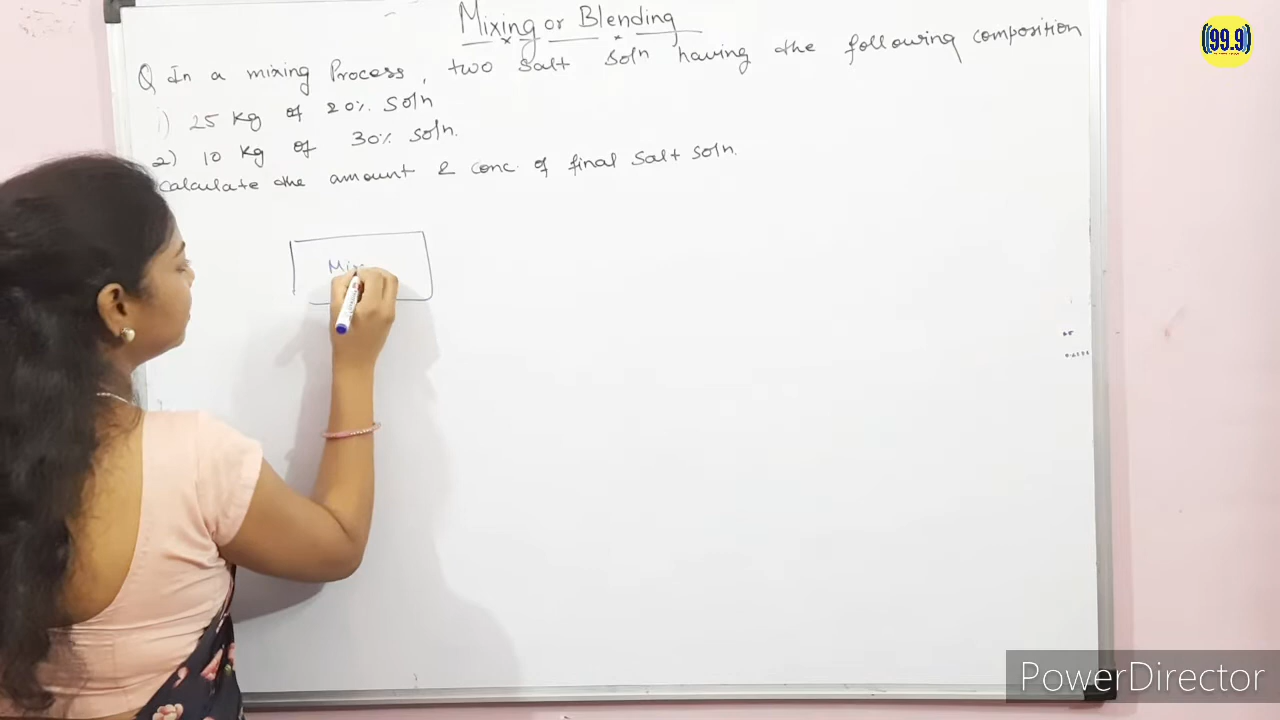 Mixing or Blending
Q In a mixing Process, two salt soln having the following composition
1) 25 Kg of 20% soln
2) 10 Kg of 30% soln.
Calculate the amount & conc. of final salt soln.
Mix
(99.9)
PowerDirector